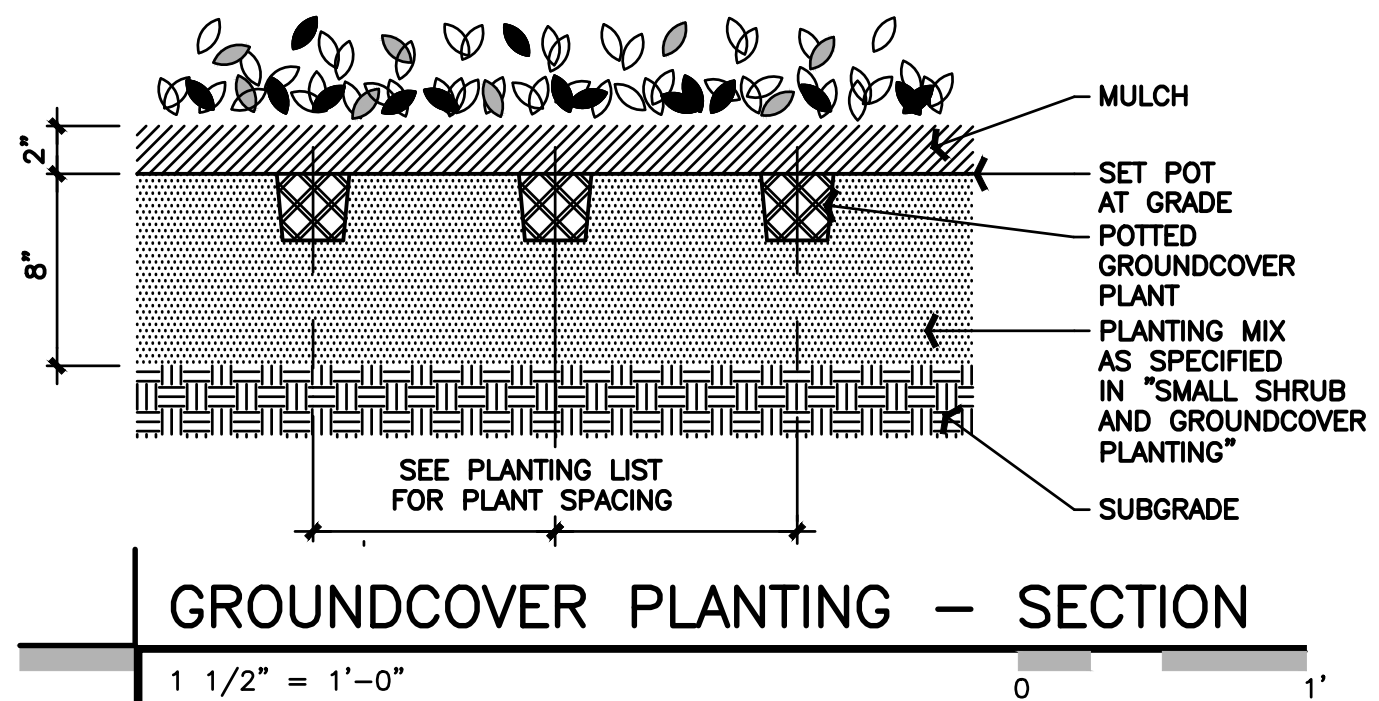 MULCH
2”
SET POT
AT GRADE
POTTED
GROUNDCOVER
PLANT
8”
PLANTING MIX
AS SPECIFIED
IN ”SMALL SHRUB
AND GROUNDCOVER
PLANTING”
SEE PLANTING LIST
FOR PLANT SPACING
SUBGRADE
GROUNDCOVER PLANTING – SECTION
1 1/2” = 1’–0”
0 1’